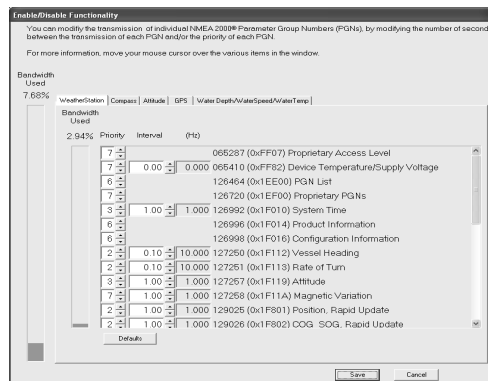 Enable/Disable Functionality
You can modify the transmission of individual NMEA 2000® Parameter Group Numbers (PGNs), by modifying the number of second
between the transmission of each PGN and/or the priority of each PGN.
For more information, move your mouse cursor over the various items in the window.
Bandwidth
Used
7.68%
WeatherStation Compass Attitude GPS Water Depth/WaterSpeed/WaterTemp
Bandwidth
Used
2.94% Priority Interval (Hz)
7 065287 (0xFF07) Proprietary Access Level
7 0.00 0.000 065410 (0xFF82) Device Temperature/Supply Voltage
6 126464 (0x1EE00) PGN List
7 126720 (0x1EF00) Proprietary PGNs
3 1.00 1.000 126992 (0x1F010) System Time
6 126996 (0x1F014) Product Information
6 126998 (0x1F016) Configuration Information
2 0.10 10.000 127250 (0x1F112) Vessel Heading
2 0.10 10.000 127251 (0x1F113) Rate of Turn
3 1.00 1.000 127257 (0x1F119) Attitude
7 1.00 1.000 127258 (0x1F11A) Magnetic Variation
2 1.00 1.000 129025 (0x1F801) Position, Rapid Update
2 1.00 1.000 129026 (0x1F802) COG SOG, Rapid Update
Defaults
Save Cancel